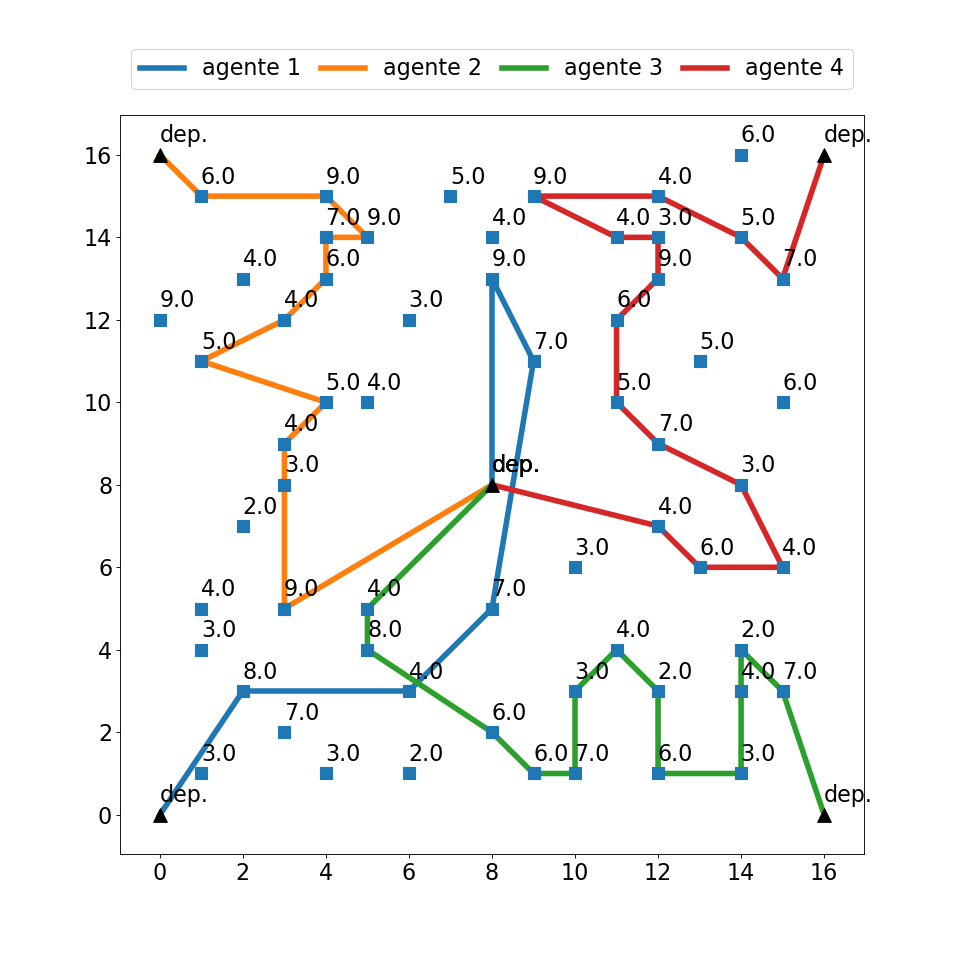 agente 1 agente 2 agente 3 agente 4
dep. 6.0 dep.
16
6.0 9.0 5.0 9.0 4.0
7.0 9.0 4.0 4.0 3.0 5.0
14
4.0 6.0 9.0 9.0 7.0
9.0 4.0 3.0 6.0
12
5.0 7.0 5.0
5.0 4.0 5.0 6.0
10
4.0 7.0
3.0 dep. 3.0
8
2.0 4.0
3.0 6.0 4.0
6
4.0 9.0 4.0 7.0
3.0 8.0 4.0 2.0
4
8.0 4.0 3.0 2.0 4.0 7.0
7.0 6.0
2
3.0 3.0 2.0 6.0 7.0 6.0 3.0
dep. dep.
0
0 2 4 6 8 10 12 14 16